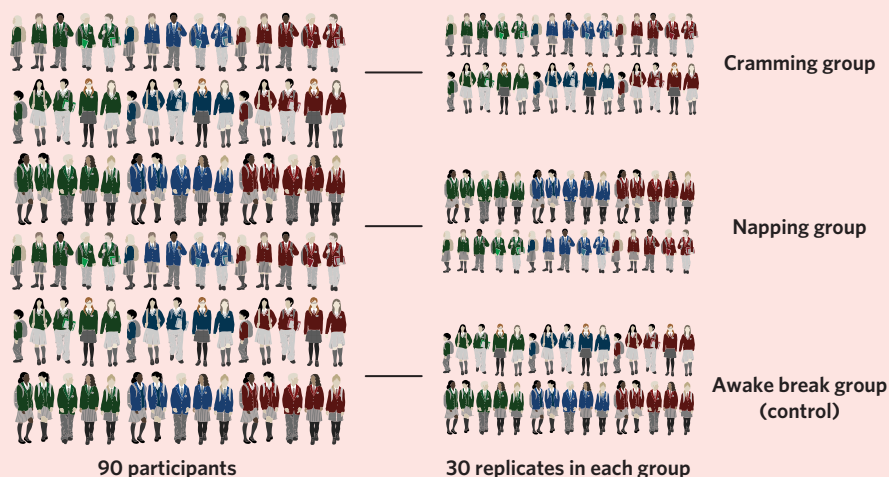 Cramming group
Napping group
Awake break group
(control)
90 participants
30 replicates in each group